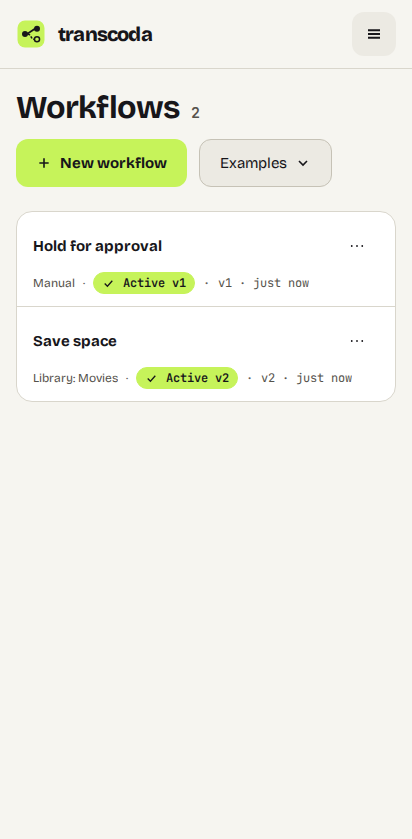 transcoda
Workflows 2
+ New workflow Examples
Hold for approval ...
Manual · ✓ Active v1 · v1 · just now
Save space ...
Library: Movies · ✓ Active v2 · v2 · just now